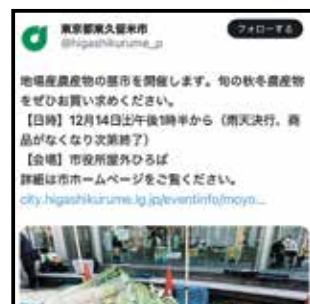 東京都東久留米市
フォローする
@higashikurume_p
地場産農産物の昼市を開催します。旬の秋冬農産物
をぜひお買い求めください。
【日時】12月14日土午後1時半から（雨天決行、商
品がなくなり次第終了）
【会場】市役所屋外ひろば
詳細は市ホームページをご覧ください。
city.higashikurume.lg.jp/eventinfo/moyo...